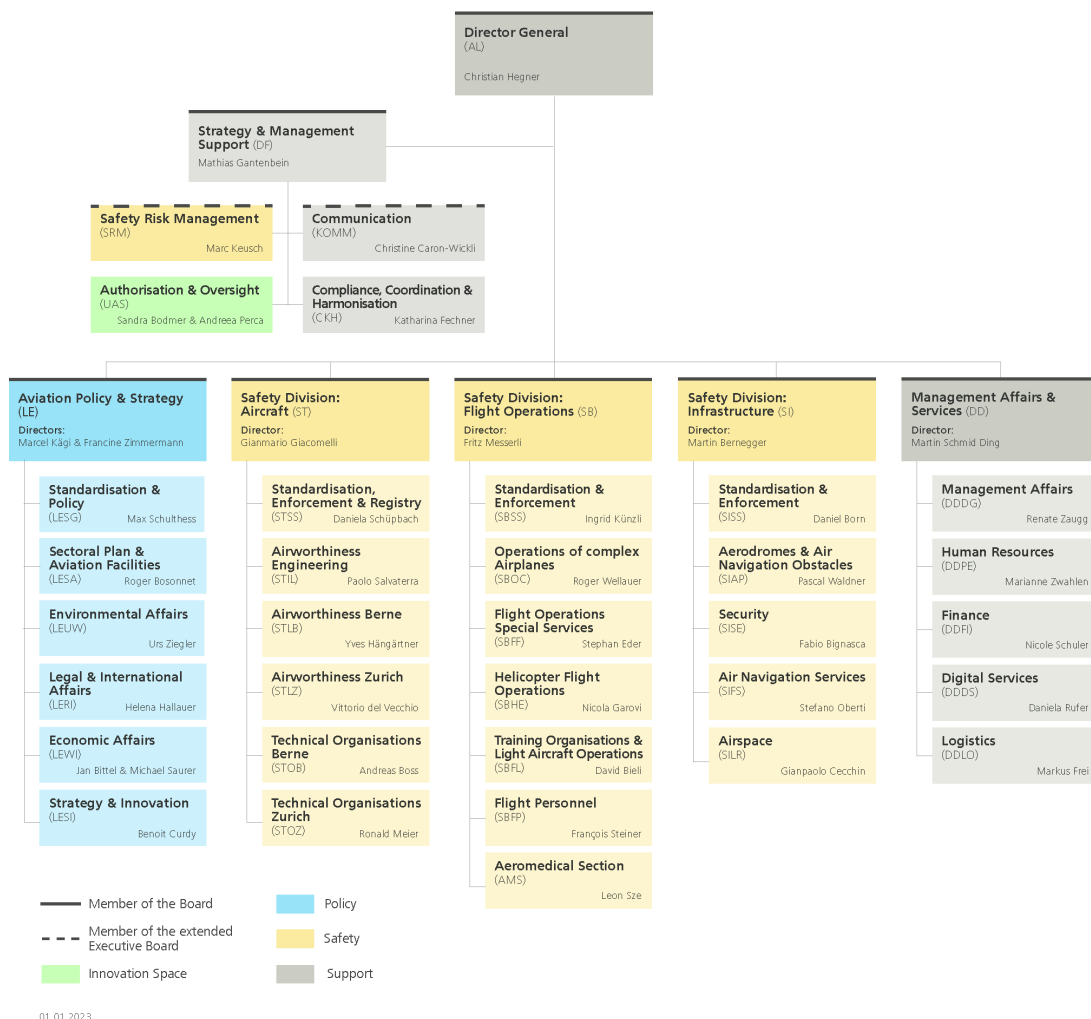 Director General
(AL)
Christian Hegner
Strategy & Management
Support (DF)
Mathias Gantenbein
Safety Risk Management
(SRM)
Marc Keusch
Communication
(KOMM)
Christine Caron-Wickli
Authorisation & Oversight
(UAS)
Sandra Bodmer & Andreea Perca
Compliance, Coordination &
Harmonisation
(CKH) Katharina Fechner
Aviation Policy & Strategy
(LE)
Directors:
Marcel Kägi & Francine Zimmermann
Standardisation &
Policy
(LESG) Max Schulthess
Sectoral Plan &
Aviation Facilities
(LESA) Roger Bosonnet
Environmental Affairs
(LEUW)
Urs Ziegler
Legal & International
Affairs
(LERI) Helena Hallauer
Economic Affairs
(LEWI)
Jan Bittel & Michael Saurer
Strategy & Innovation
(LESI)
Benoit Curdy
Safety Division:
Aircraft (ST)
Director:
Gianmario Giacomelli
Standardisation,
Enforcement & Registry
(STSS) Daniela Schüpbach
Airworthiness
Engineering
(STIL) Paolo Salvaterra
Airworthiness Berne
(STLB)
Yves Hängärtner
Airworthiness Zurich
(STLZ)
Vittorio del Vecchio
Technical Organisations
Berne
(STOB) Andreas Boss
Technical Organisations
Zurich
(STOZ) Ronald Meier
Safety Division:
Flight Operations (SB)
Director:
Fritz Messerli
Standardisation &
Enforcement
(SBSS) Ingrid Künzli
Operations of complex
Airplanes
(SBOC) Roger Wellauer
Flight Operations
Special Services
(SBFF) Stephan Eder
Helicopter Flight
Operations
(SBHE) Nicola Garovi
Training Organisations &
Light Aircraft Operations
(SBFL) David Bieli
Flight Personnel
(SBFP)
François Steiner
Aeromedical Section
(AMS)
Leon Sze
Safety Division:
Infrastructure (SI)
Director:
Martin Bernegger
Standardisation &
Enforcement
(SISS) Daniel Born
Aerodromes & Air
Navigation Obstacles
(SIAP) Pascal Waldner
Security
(SISE)
Fabio Bignasca
Air Navigation Services
(SIFS)
Stefano Oberti
Airspace
(SILR)
Gianpaolo Cecchin
Management Affairs &
Services (DD)
Director:
Martin Schmid Ding
Management Affairs
(DDDG)
Renate Zaugg
Human Resources
(DDPE)
Marianne Zwahlen
Finance
(DDFI)
Nicole Schuler
Digital Services
(DDDS)
Daniela Rufer
Logistics
(DDLO)
Markus Frei
Member of the Board
Member of the extended
Executive Board
Innovation Space
Policy
Safety
Support
01.01.2023